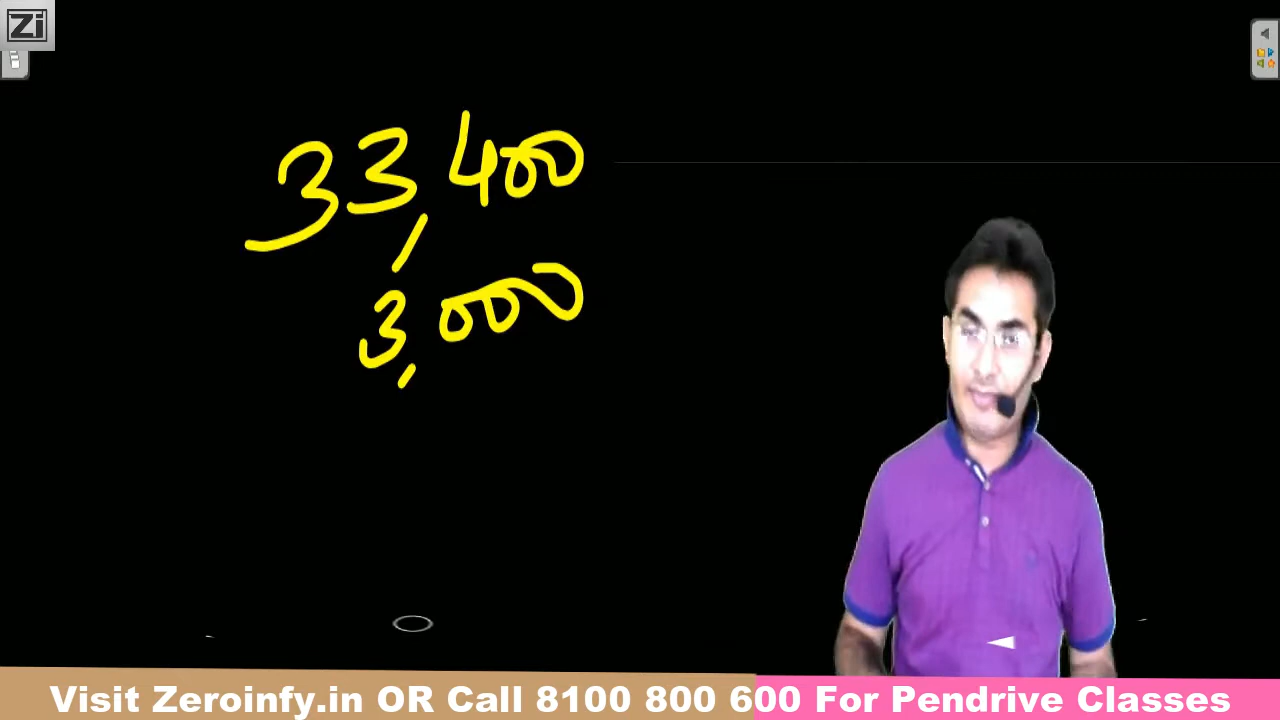 Zi
33,400
3,000
Visit Zeroinfy.in OR Call 8100 800 600 For Pendrive Classes